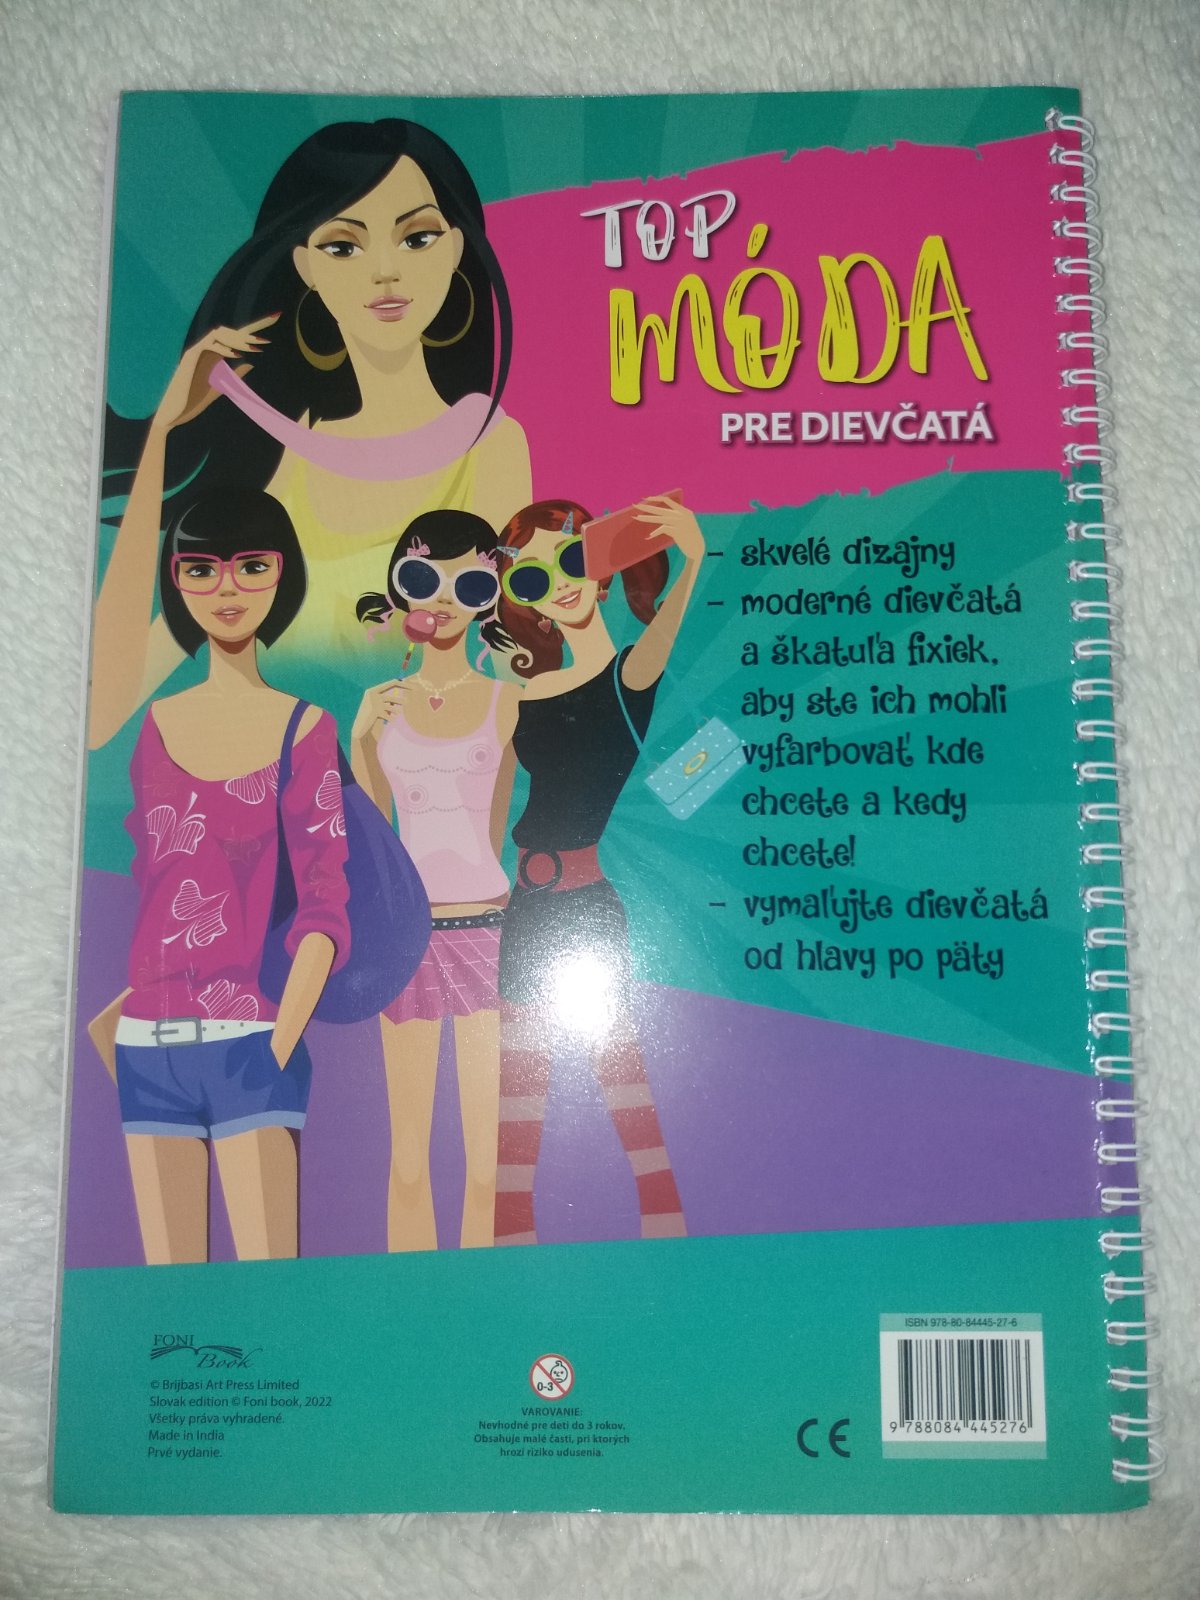 TOP
MÓDA
PRE DIEVČATÁ
- skvelé dizajny
- moderné dievčatá
a škatuľa fixiek,
aby ste ich mohli
vyfarbovať kde
chcete a kedy
chcete!
- vymaľujte dievčatá
od hlavy po päty
FONI
Book
© Brijbasi Art Press Limited
Slovak edition © Foni book, 2022
Všetky práva vyhradené.
Made in India
Prvé vydanie.
0-3
VAROVANIE:
Nevhodné pre deti do 3 rokov.
Obsahuje malé časti, pri ktorých
hrozí riziko udusenia.
CE
ISBN 978-80-84445-27-6
9 788084 445276